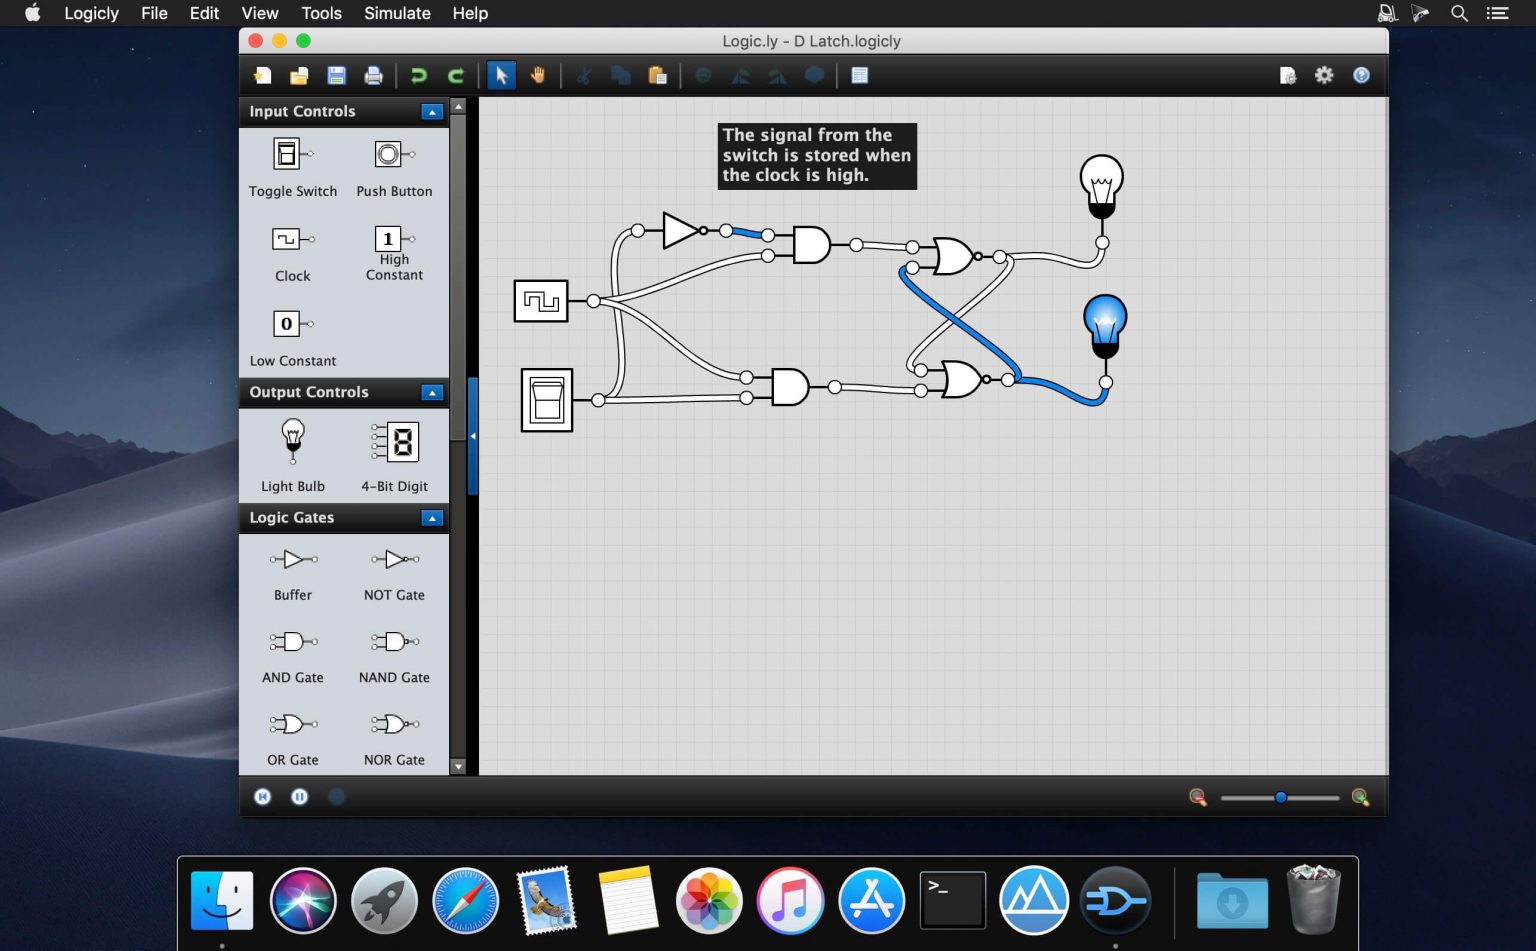 Logicly File Edit View Tools Simulate Help
Logic.ly - D Latch.logicly
Input Controls
Toggle Switch
Push Button
Clock
1
High
Constant
0
Low Constant
Output Controls
8
Light Bulb
4-Bit Digit
Logic Gates
Buffer
NOT Gate
AND Gate
NAND Gate
OR Gate
NOR Gate
The signal from the
switch is stored when
the clock is high.
>_